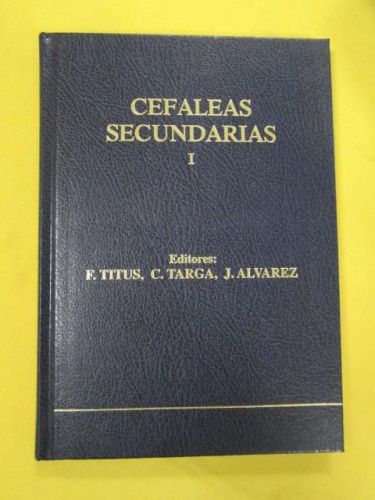 CEFALEAS
SECUNDARIAS
I
Editores:
F. TITUS, C. TARGA, J. ALVAREZ